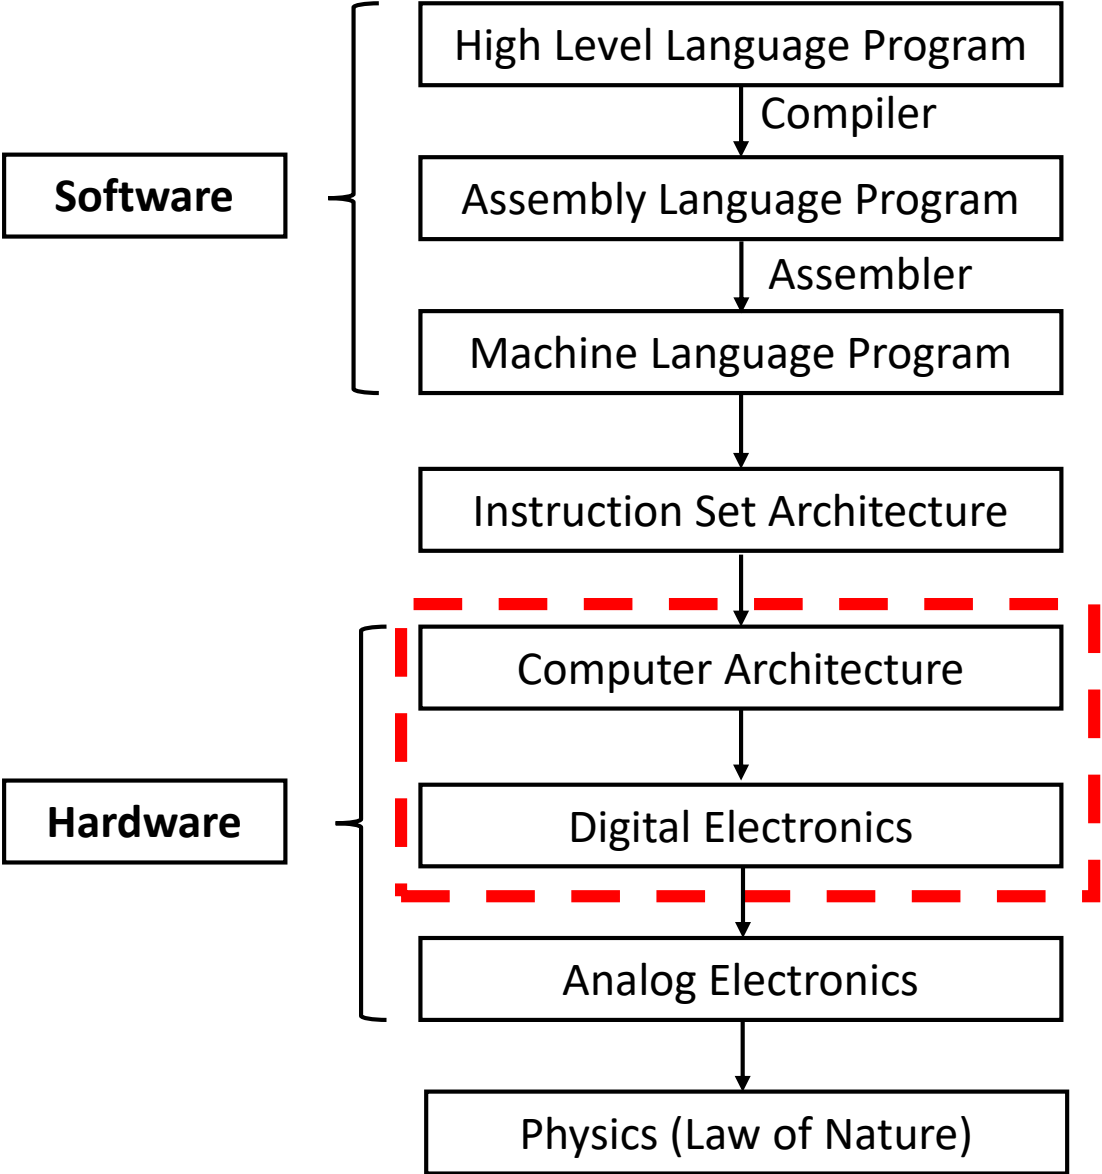 High Level Language Program
Compiler
Software
Assembly Language Program
Assembler
Machine Language Program
Instruction Set Architecture
Computer Architecture
Hardware
Digital Electronics
Analog Electronics
Physics (Law of Nature)